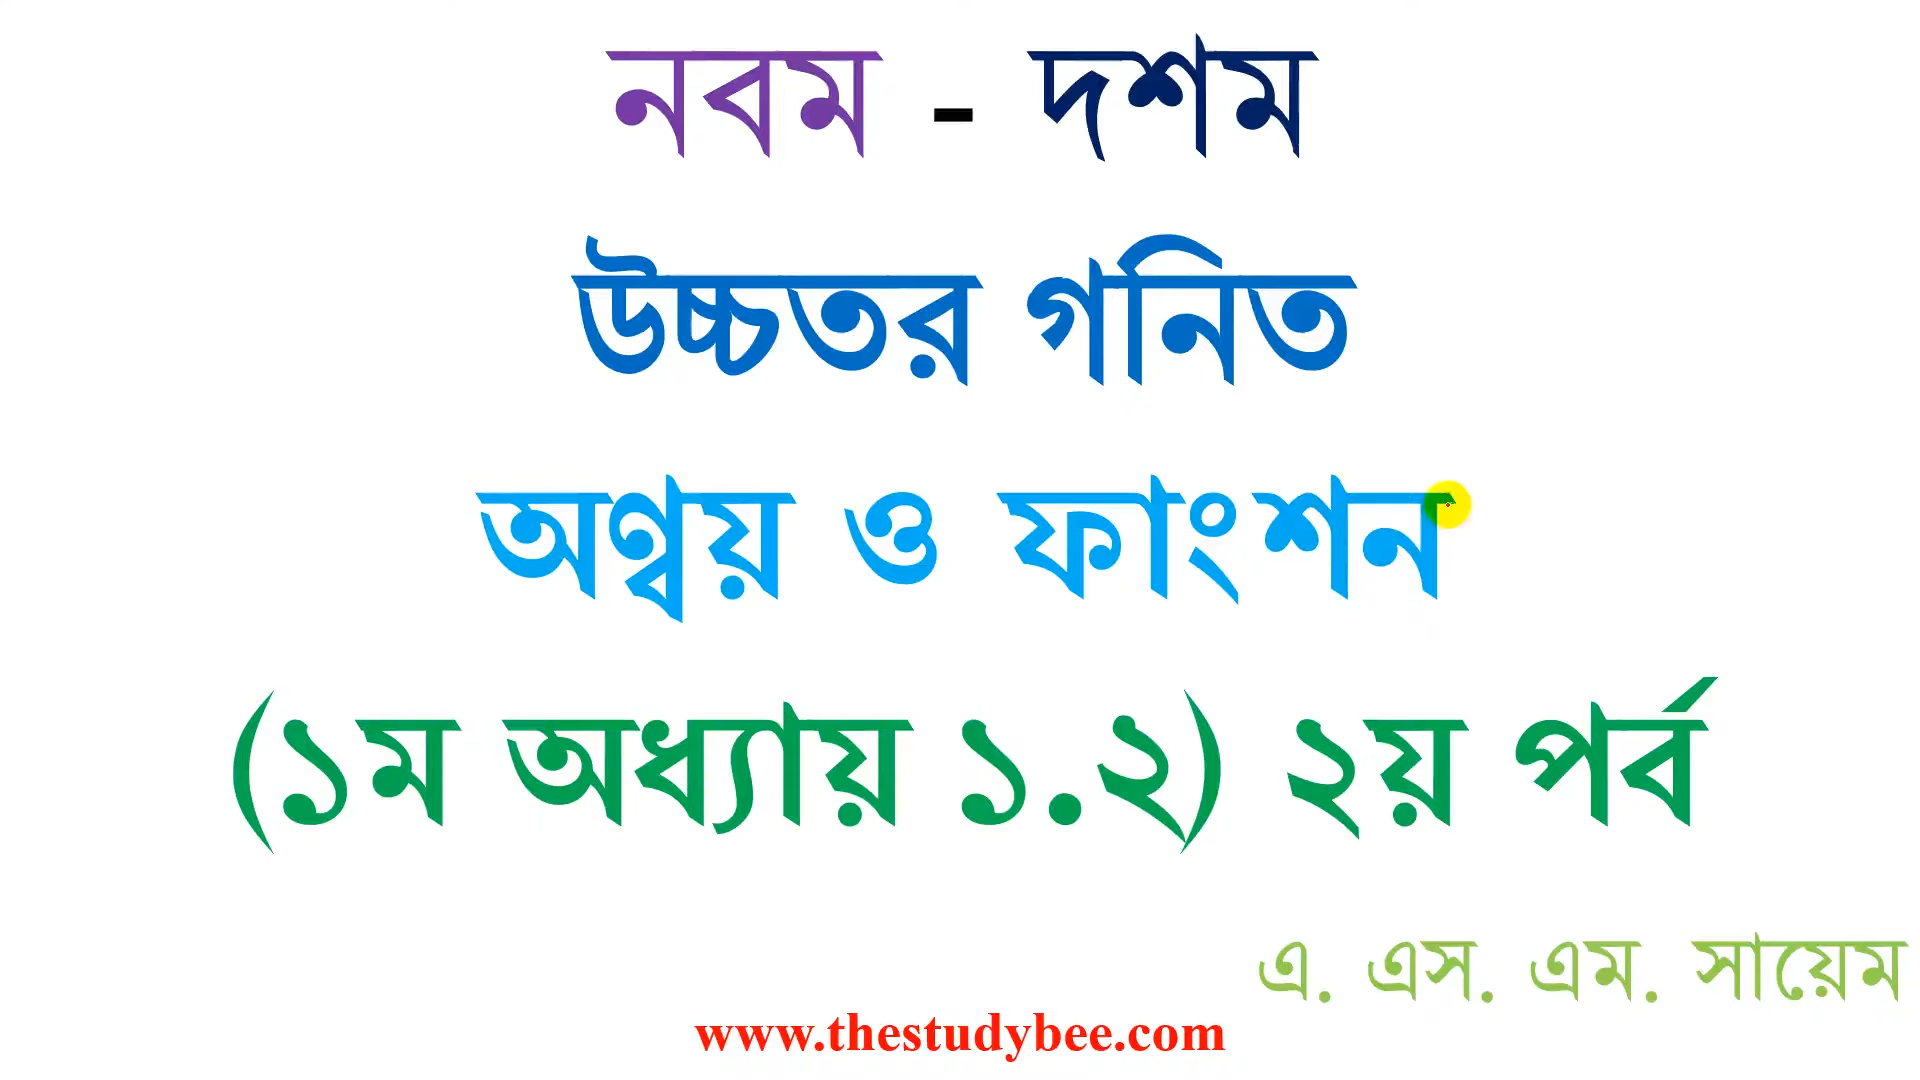 নবম - দশম
উচ্চতর গনিত
অণ্বয় ও ফাংশন
(১ম অধ্যায় ১.২) ২য় পর্ব
এ. এস. এম. সায়েম
www.thestudybee.com